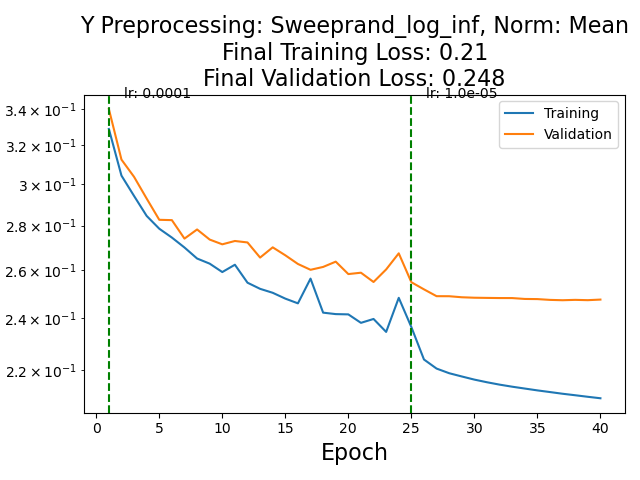 Y Preprocessing: Sweeprand_log_inf, Norm: Mean
Final Training Loss: 0.21
Final Validation Loss: 0.248
lr: 0.0001
lr: 1.0e-05
Training
Validation
3.4 × 10⁻¹
3.2 × 10⁻¹
3 × 10⁻¹
2.8 × 10⁻¹
2.6 × 10⁻¹
2.4 × 10⁻¹
2.2 × 10⁻¹
0 5 10 15 20 25 30 35 40
Epoch